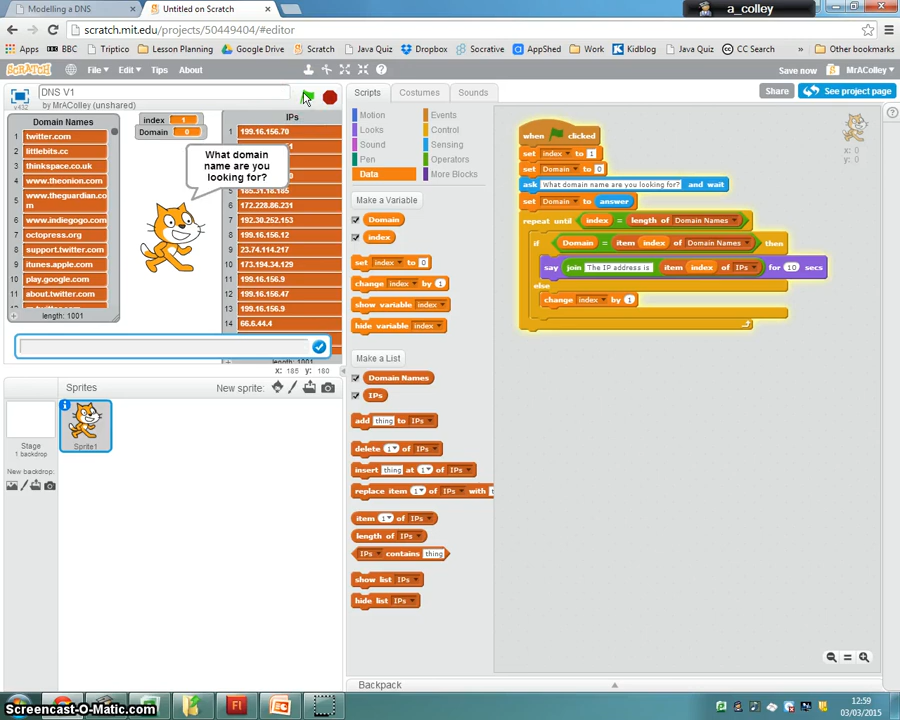 Modelling a DNS
Untitled on Scratch
a_colley
scratch.mit.edu/projects/50449404/#editor
Apps
BBC
Triptico
Lesson Planning
Google Drive
Scratch
Java Quiz
Dropbox
Socrative
AppShed
Work
Kidblog
Java Quiz
CC Search
Other bookmarks
SCRATCH
File
Edit
Tips
About
Save now
MrAColley
v432
DNS V1
by MrAColley (unshared)
Scripts
Costumes
Sounds
Share
See project page
Domain Names
1 twitter.com
2 littlebits.cc
3 thinkspace.co.uk
4 www.theonion.com
5 www.theguardian.co
m
6 www.indiegogo.com
7 octopress.org
8 support.twitter.com
9 itunes.apple.com
10 play.google.com
11 about.twitter.com
length: 1001
index 1
Domain 0
What domain
name are you
looking for?
IPs
1 199.16.156.70
5 185.31.18.185
6 172.228.86.231
7 192.30.252.153
8 199.16.156.12
9 23.74.114.217
10 173.194.34.129
11 199.16.156.9
12 199.16.156.47
13 199.16.156.9
14 66.6.44.4
length: 1001
x: 185 y: 180
Sprites
New sprite:
Stage
1 backdrop
New backdrop:
Sprite1
Motion
Looks
Sound
Pen
Data
Events
Control
Sensing
Operators
More Blocks
Make a Variable
Domain
index
set index to 0
change index by 1
show variable index
hide variable index
Make a List
Domain Names
IPs
add thing to IPs
delete 1 of IPs
insert thing at 1 of IPs
replace item 1 of IPs with
item 1 of IPs
length of IPs
IPs contains thing
show list IPs
hide list IPs
when clicked
set index to 1
set Domain to 0
ask What domain name are you looking for? and wait
set Domain to answer
repeat until index = length of Domain Names
if Domain = item index of Domain Names then
say join The IP address is item index of IPs for 10 secs
else
change index by 1
x: 0
y: 0
Backpack
Screencast-O-Matic.com
12:59
03/03/2015